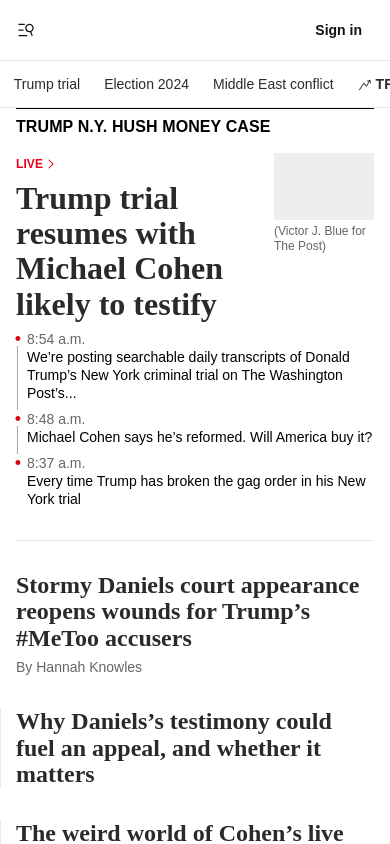 Sign in
Trump trial
Election 2024
Middle East conflict
TRUMP N.Y. HUSH MONEY CASE
LIVE
Trump trial
resumes with
Michael Cohen
likely to testify
(Victor J. Blue for
The Post)
8:54 a.m.
We’re posting searchable daily transcripts of Donald
Trump’s New York criminal trial on The Washington
Post’s...
8:48 a.m.
Michael Cohen says he’s reformed. Will America buy it?
8:37 a.m.
Every time Trump has broken the gag order in his New
York trial
Stormy Daniels court appearance
reopens wounds for Trump’s
#MeToo accusers
By Hannah Knowles
Why Daniels’s testimony could
fuel an appeal, and whether it
matters
The weird world of Cohen’s live